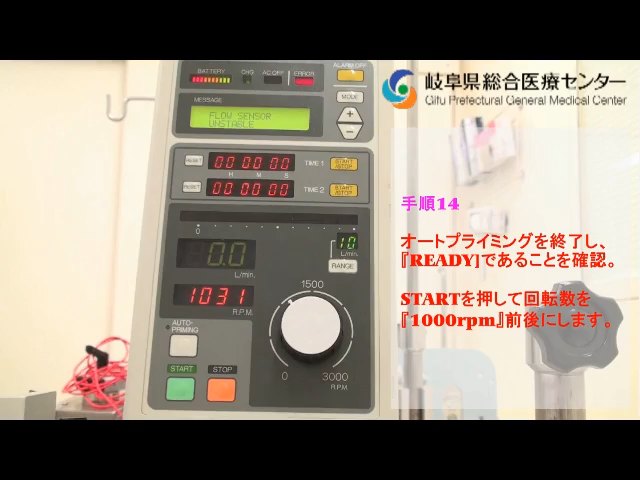 BATTERY
CHG
AC OFF
ERROR
ALARM OFF
MESSAGE
MODE
FLOW SENSOR
UNSTABLE
+
−
RESET
00 00 00
TIME 1
START
/STOP
H M S
RESET
00 00 00
TIME 2
START
/STOP
0
0.0
L/min.
10
L/min.
RANGE
1031
R.P.M.
1500
0
3000
R.P.M
AUTO-
PRIMING
START
STOP
岐阜県総合医療センター
Gifu Prefectural General Medical Center
手順14
オートプライミングを終了し、
『READY]であることを確認。
STARTを押して回転数を
『1000rpm』前後にします。